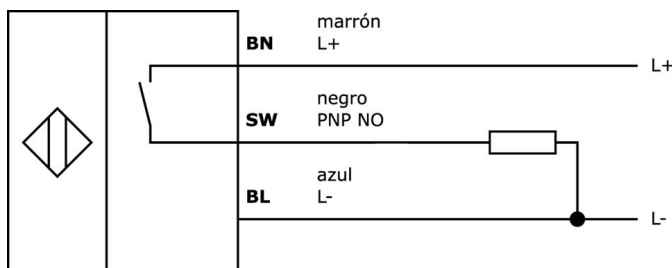 marrón
BN L+
L+
negro
SW PNP NO
azul
BL L-
L-